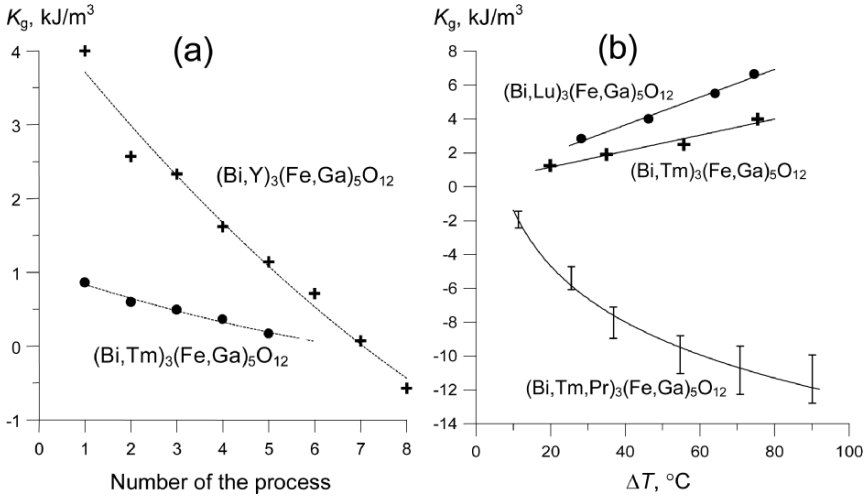 Kg, kJ/m³
(a)
4
3
2
1
0
-1
(Bi,Y)₃(Fe,Ga)₅O₁₂
(Bi,Tm)₃(Fe,Ga)₅O₁₂
0 1 2 3 4 5 6 7 8
Number of the process
Kg, kJ/m³
(b)
8
6
4
2
0
-2
-4
-6
-8
-10
-12
-14
(Bi,Lu)₃(Fe,Ga)₅O₁₂
(Bi,Tm)₃(Fe,Ga)₅O₁₂
(Bi,Tm,Pr)₃(Fe,Ga)₅O₁₂
0 20 40 60 80 100
ΔT, °C